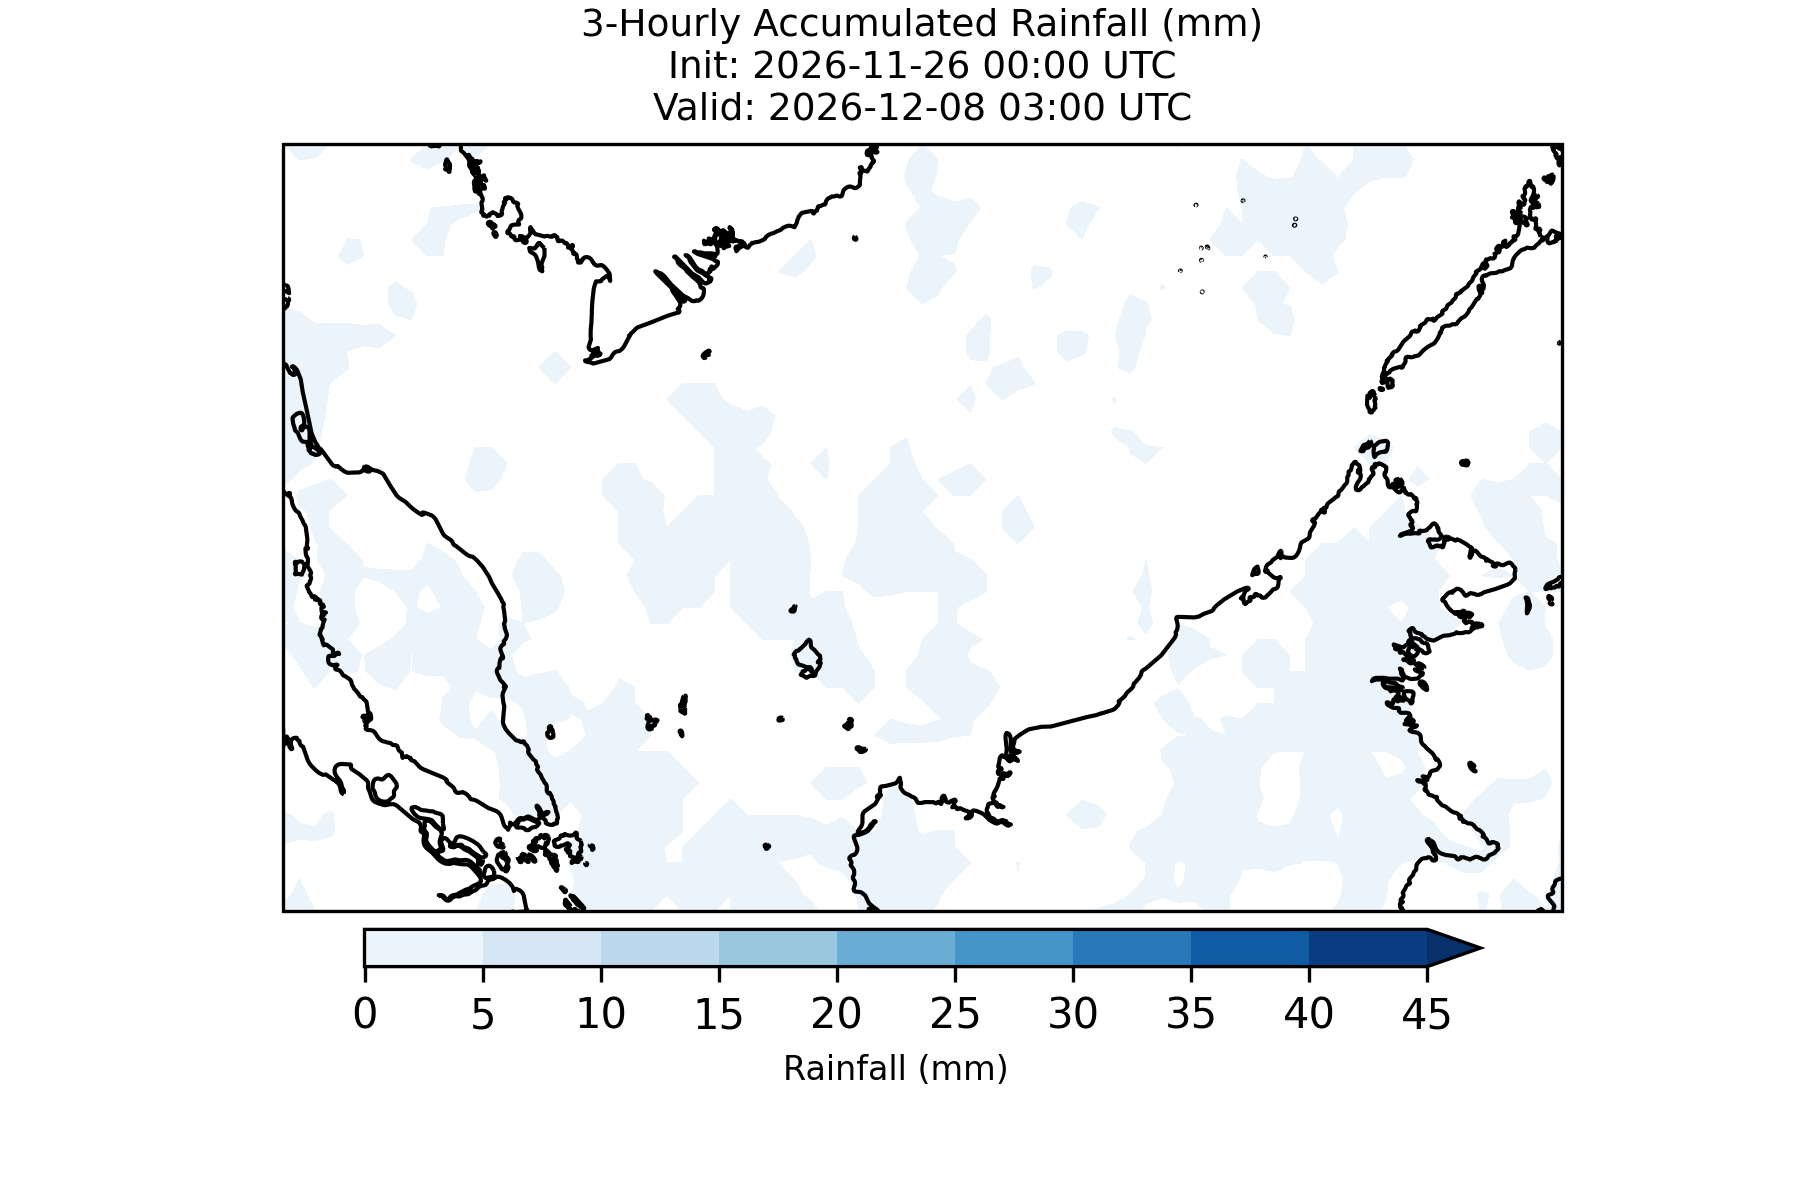 3-Hourly Accumulated Rainfall (mm)
Init: 2026-11-26 00:00 UTC
Valid: 2026-12-08 03:00 UTC
0 5 10 15 20 25 30 35 40 45
Rainfall (mm)